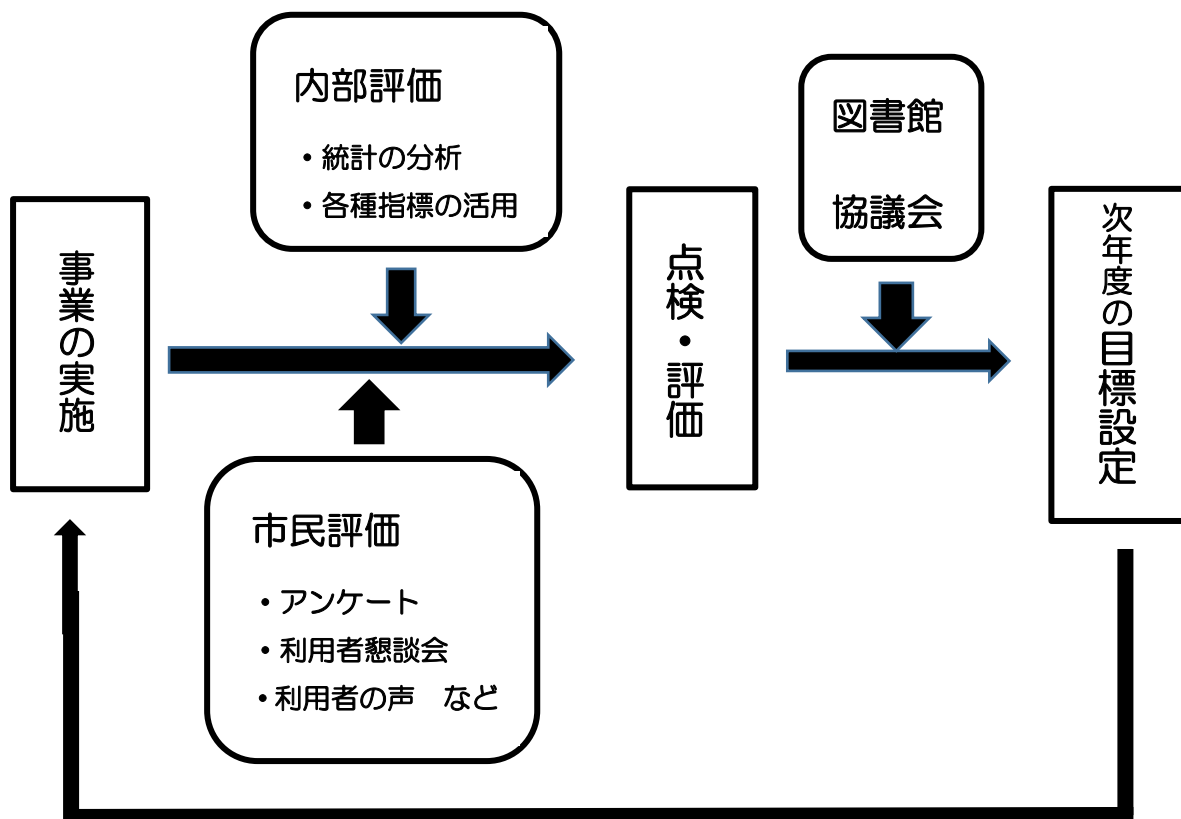 事業の実施
内部評価
・統計の分析
・各種指標の活用
市民評価
・アンケート
・利用者懇談会
・利用者の声　など
点検・評価
図書館
協議会
次年度の目標設定